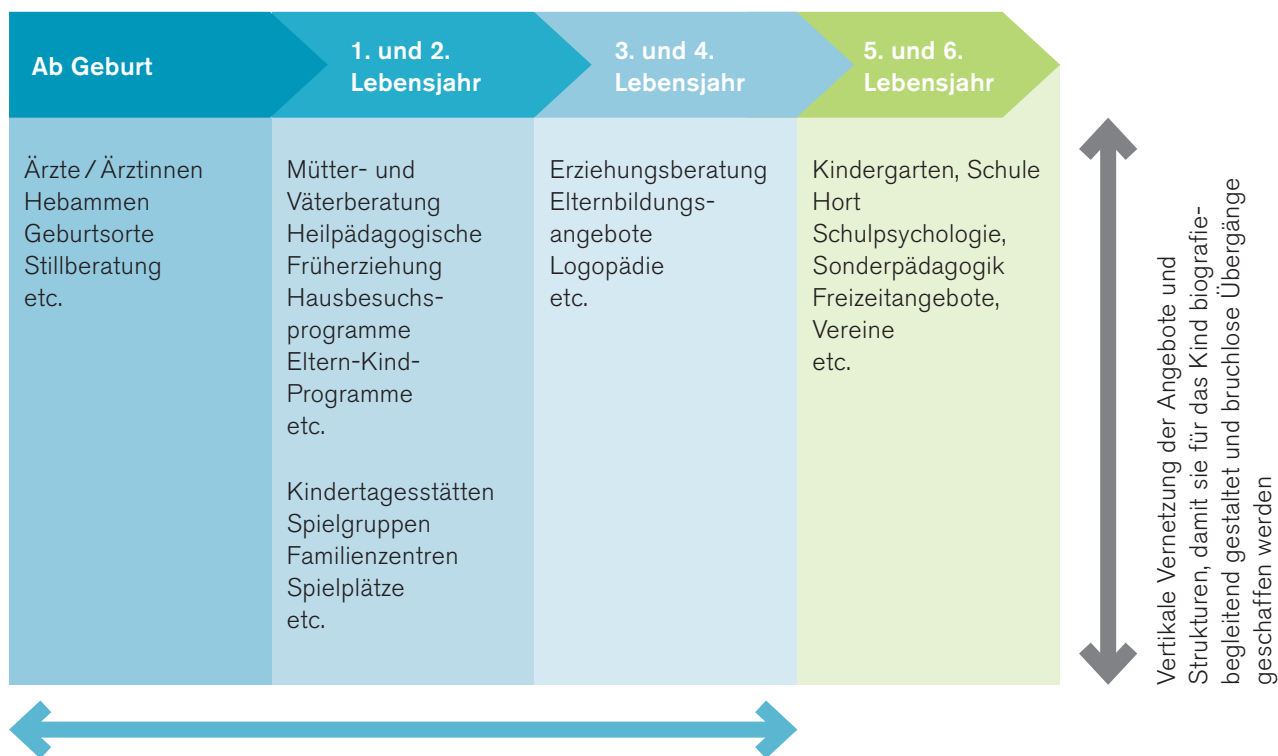 Ab Geburt
1. und 2.
Lebensjahr
3. und 4.
Lebensjahr
5. und 6.
Lebensjahr
Ärzte / Ärztinnen
Hebammen
Geburtsorte
Stillberatung
etc.
Mütter- und
Väterberatung
Heilpädagogische
Früherziehung
Hausbesuchs-
programme
Eltern-Kind-
Programme
etc.
Kindertagesstätten
Spielgruppen
Familienzentren
Spielplätze
etc.
Erziehungsberatung
Elternbildungs-
angebote
Logopädie
etc.
Kindergarten, Schule
Hort
Schulpsychologie,
Sonderpädagogik
Freizeitangebote,
Vereine
etc.
Vertikale Vernetzung der Angebote und
Strukturen, damit sie für das Kind biografie-
begleitend gestaltet und bruchlose Übergänge
geschaffen werden